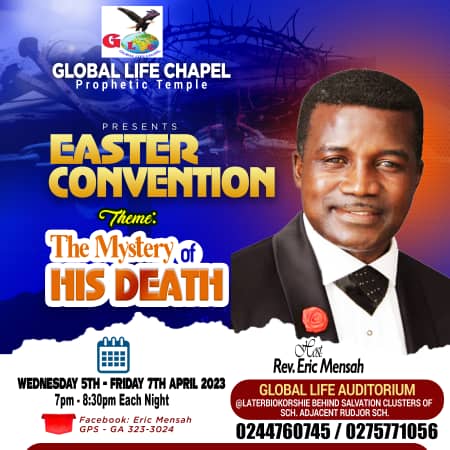 GLC
GLOBAL LIFE CHAPEL
Prophetic Temple
PRESENTS
EASTER
CONVENTION
Theme:
The Mystery of
HIS DEATH
WEDNESDAY 5TH - FRIDAY 7TH APRIL 2023
7pm - 8:30pm Each Night
Facebook: Eric Mensah
GPS - GA 323-3024
Host
Rev. Eric Mensah
GLOBAL LIFE AUDITORIUM
@LATERBIOKORSHIE BEHIND SALVATION CLUSTERS OF
SCH. ADJACENT RUDJOR SCH.
0244760745 / 0275771056